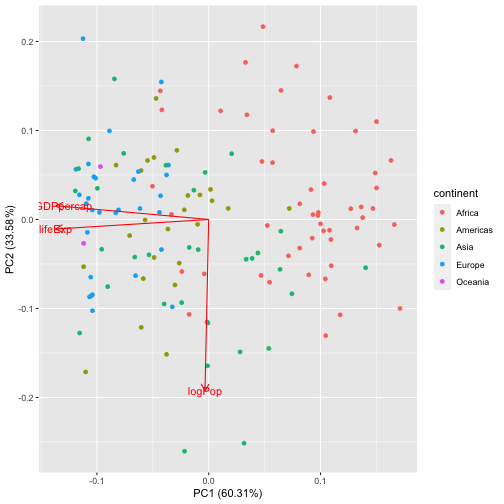 0.2
0.1
0.0
-0.1
-0.2
PC2 (33.58%)
lifeExp
logPop
-0.1
0.0
0.1
PC1 (60.31%)
continent
Africa
Americas
Asia
Europe
Oceania